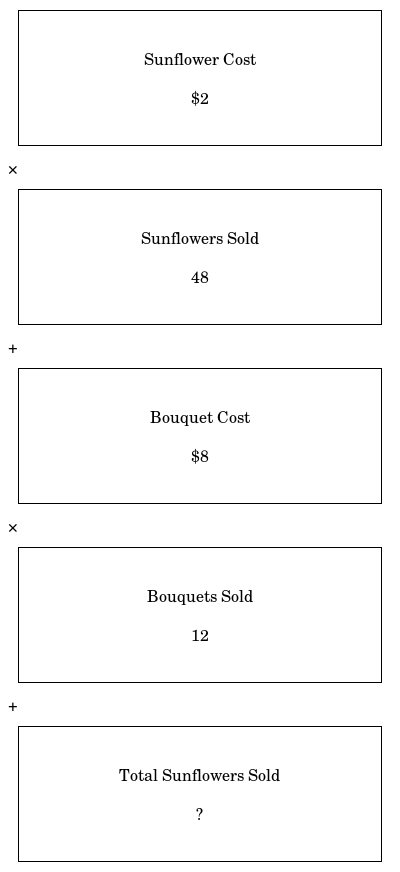 Sunflower Cost
$2
×
Sunflowers Sold
48
+
Bouquet Cost
$8
×
Bouquets Sold
12
+
Total Sunflowers Sold
?